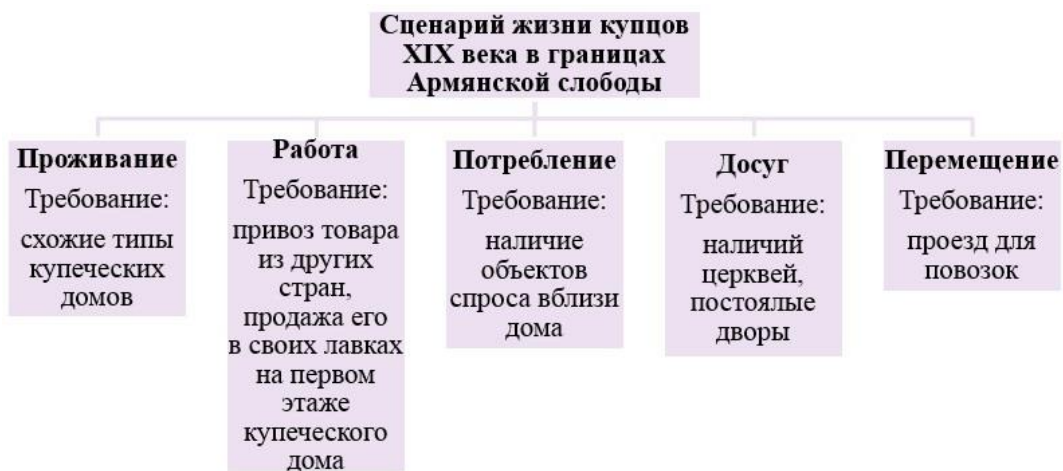 Сценарий жизни купцов
XIX века в границах
Армянской слободы
Проживание
Требование:
схожие типы
купеческих
домов
Работа
Требование:
привоз товара
из других
стран,
продажа его
в своих лавках
на первом
этаже
купеческого
дома
Потребление
Требование:
наличие
объектов
спроса вблизи
дома
Досуг
Требование:
наличий
церквей,
постоялые
дворы
Перемещение
Требование:
проезд для
повозок